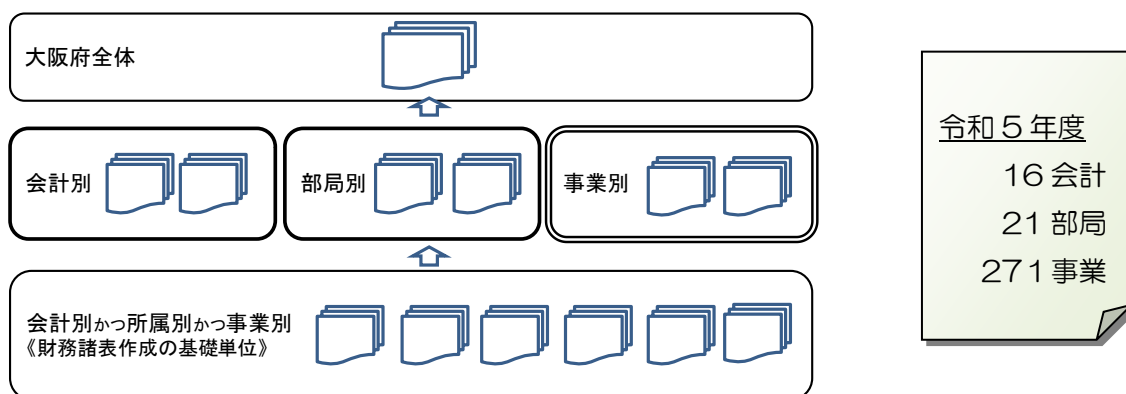 大阪府全体
会計別
部局別
事業別
会計別かつ所属別かつ事業別
《財務諸表作成の基礎単位》
令和５年度
１６会計
２１部局
２７１事業